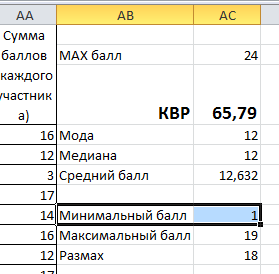 AA AB AC
Сумма
баллов MAX балл 24
каждого
участник
а) КВР 65,79
16 Мода 12
12 Медиана 12
3 Средний балл 12,632
17
14 Минимальный балл 1
16 Максимальный балл 19
12 Размах 18